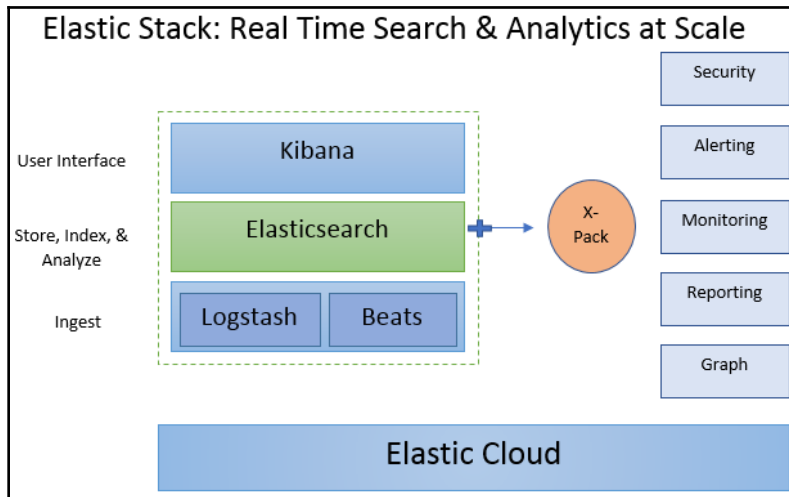 Elastic Stack: Real Time Search & Analytics at Scale
User Interface
Kibana
Store, Index, &
Analyze
Elasticsearch
Ingest
Logstash
Beats
X-
Pack
Security
Alerting
Monitoring
Reporting
Graph
Elastic Cloud